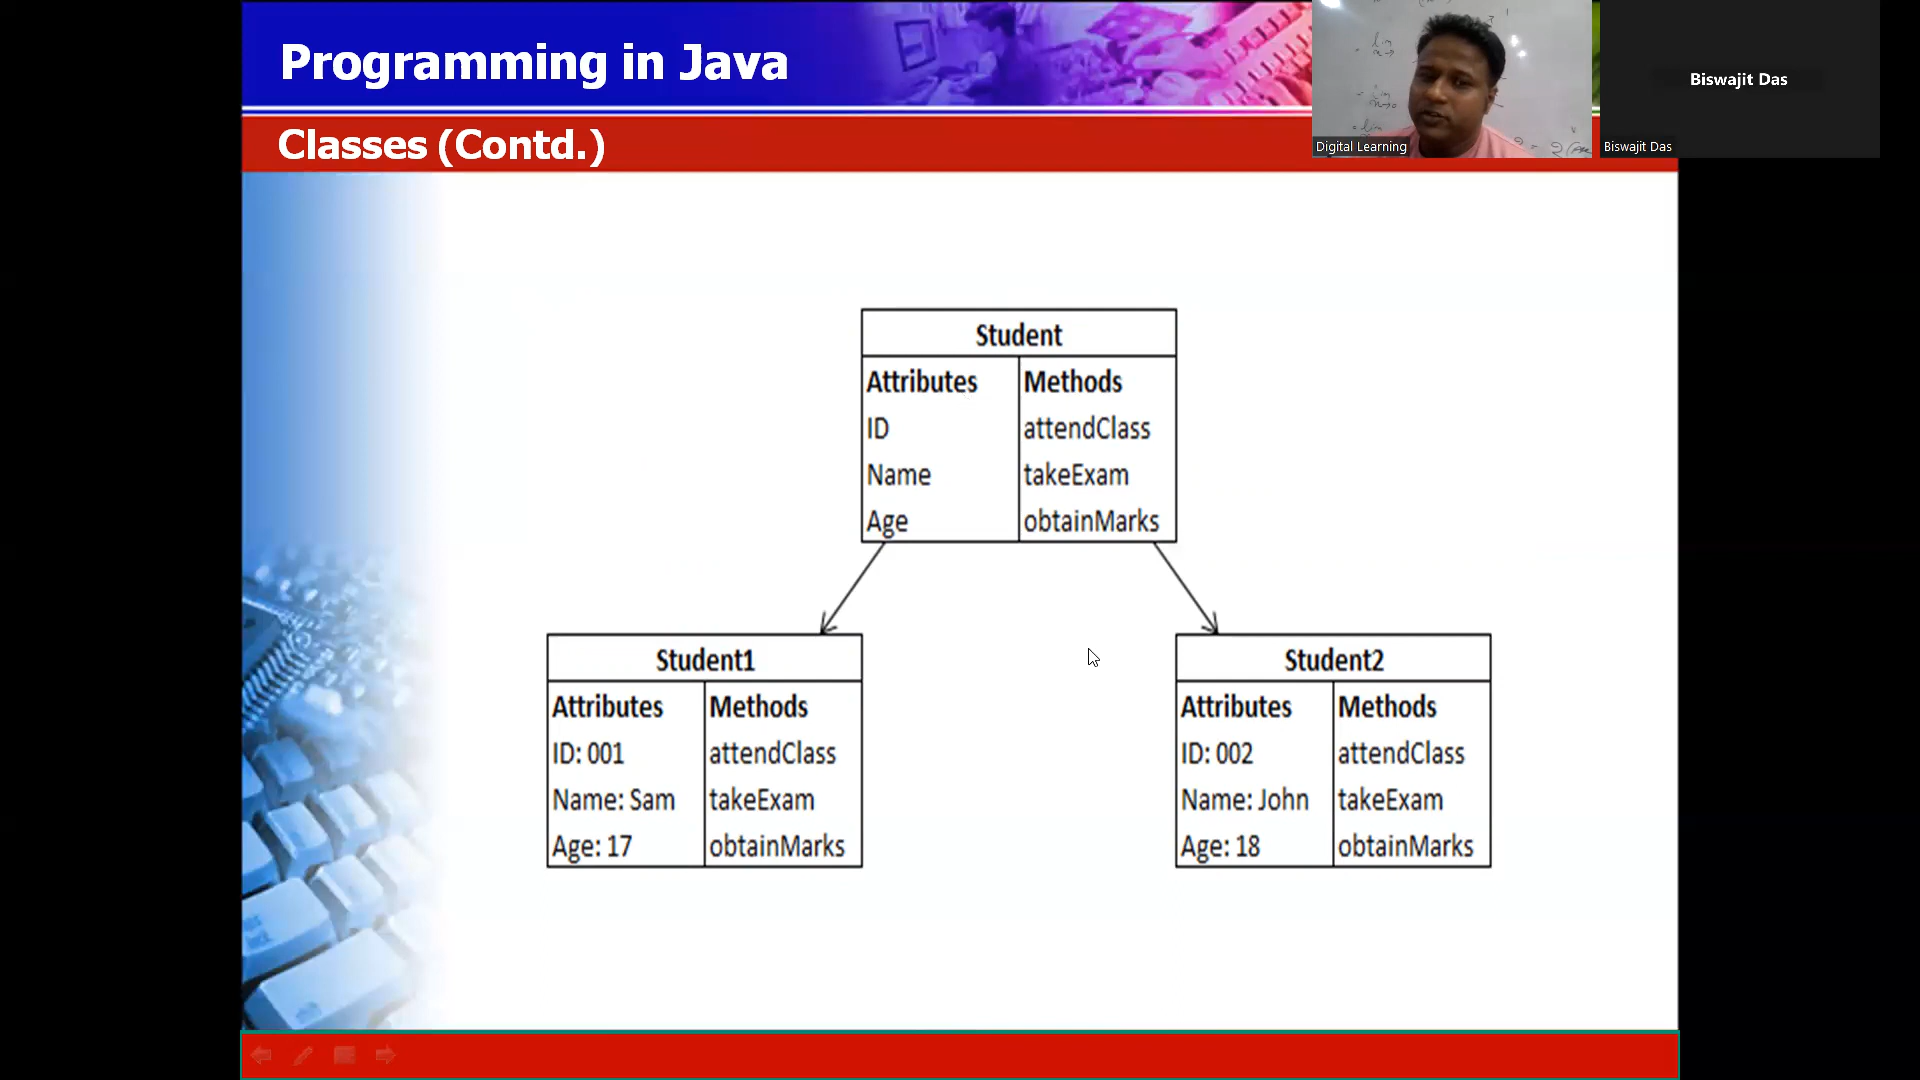 Programming in Java
Classes (Contd.)
Digital Learning
Biswajit Das
Biswajit Das
Student
Attributes Methods
ID attendClass
Name takeExam
Age obtainMarks
Student1
Attributes Methods
ID: 001 attendClass
Name: Sam takeExam
Age: 17 obtainMarks
Student2
Attributes Methods
ID: 002 attendClass
Name: John takeExam
Age: 18 obtainMarks